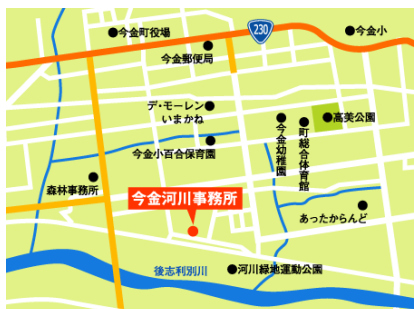 今金町役場
230
今金小
今金郵便局
デ・モーレン
いまかね
高美公園
今金幼稚園
町総合体育館
今金小百合保育園
森林事務所
今金河川事務所
あったからんど
後志利別川
河川緑地運動公園